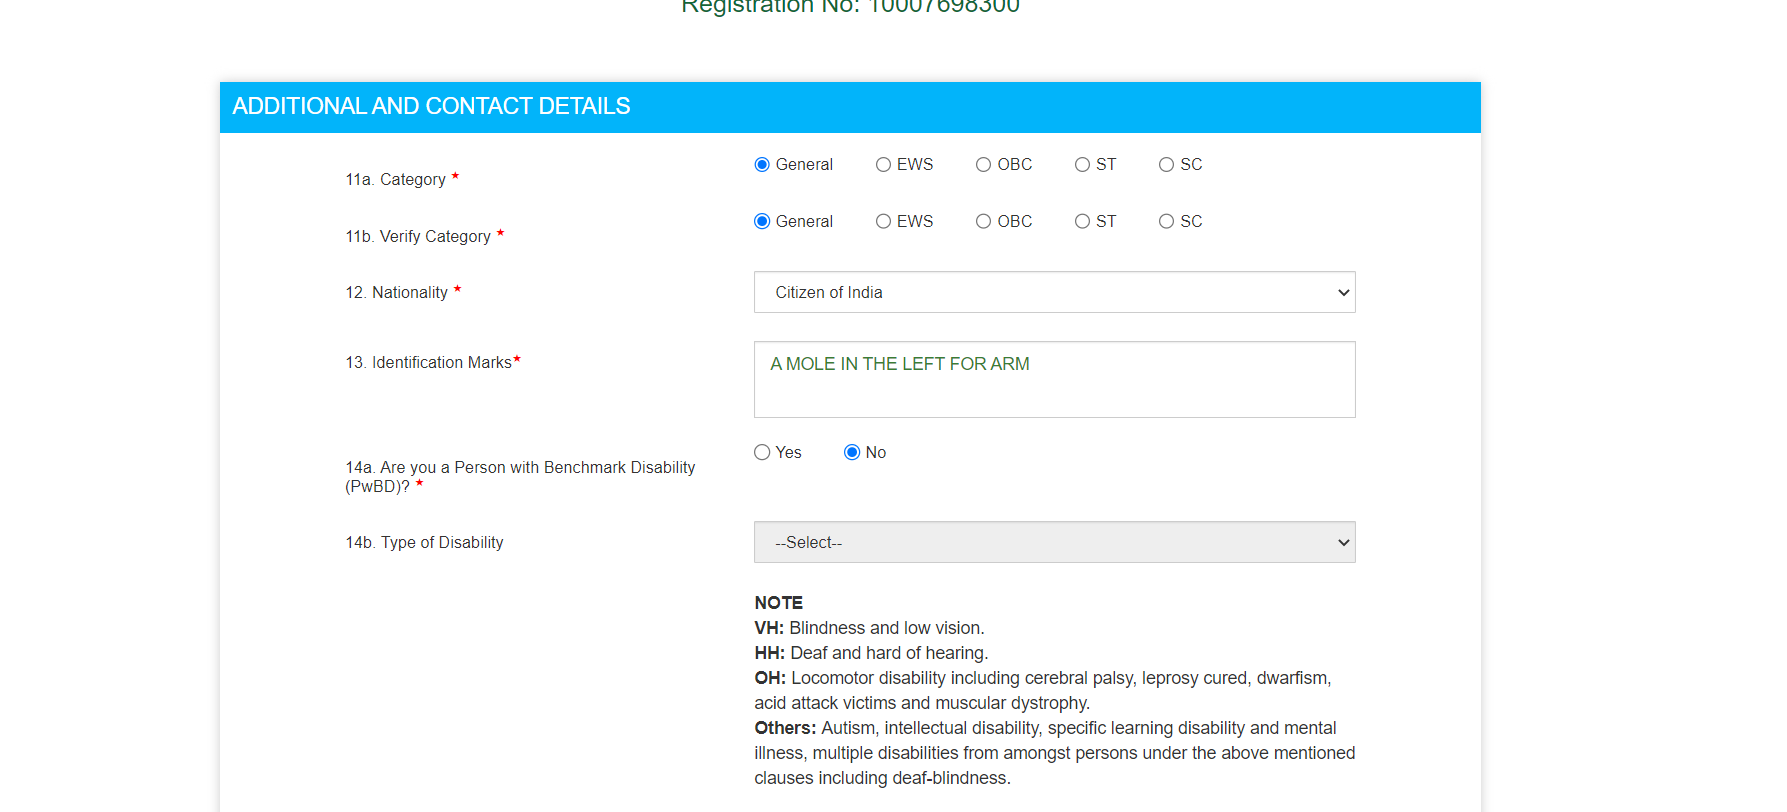 Registration No: 10007698300
ADDITIONAL AND CONTACT DETAILS
11a. Category *
General EWS OBC ST SC
11b. Verify Category *
General EWS OBC ST SC
12. Nationality *
Citizen of India
13. Identification Marks*
A MOLE IN THE LEFT FOR ARM
14a. Are you a Person with Benchmark Disability
(PwBD)? *
Yes No
14b. Type of Disability
--Select--
NOTE
VH: Blindness and low vision.
HH: Deaf and hard of hearing.
OH: Locomotor disability including cerebral palsy, leprosy cured, dwarfism,
acid attack victims and muscular dystrophy.
Others: Autism, intellectual disability, specific learning disability and mental
illness, multiple disabilities from amongst persons under the above mentioned
clauses including deaf-blindness.